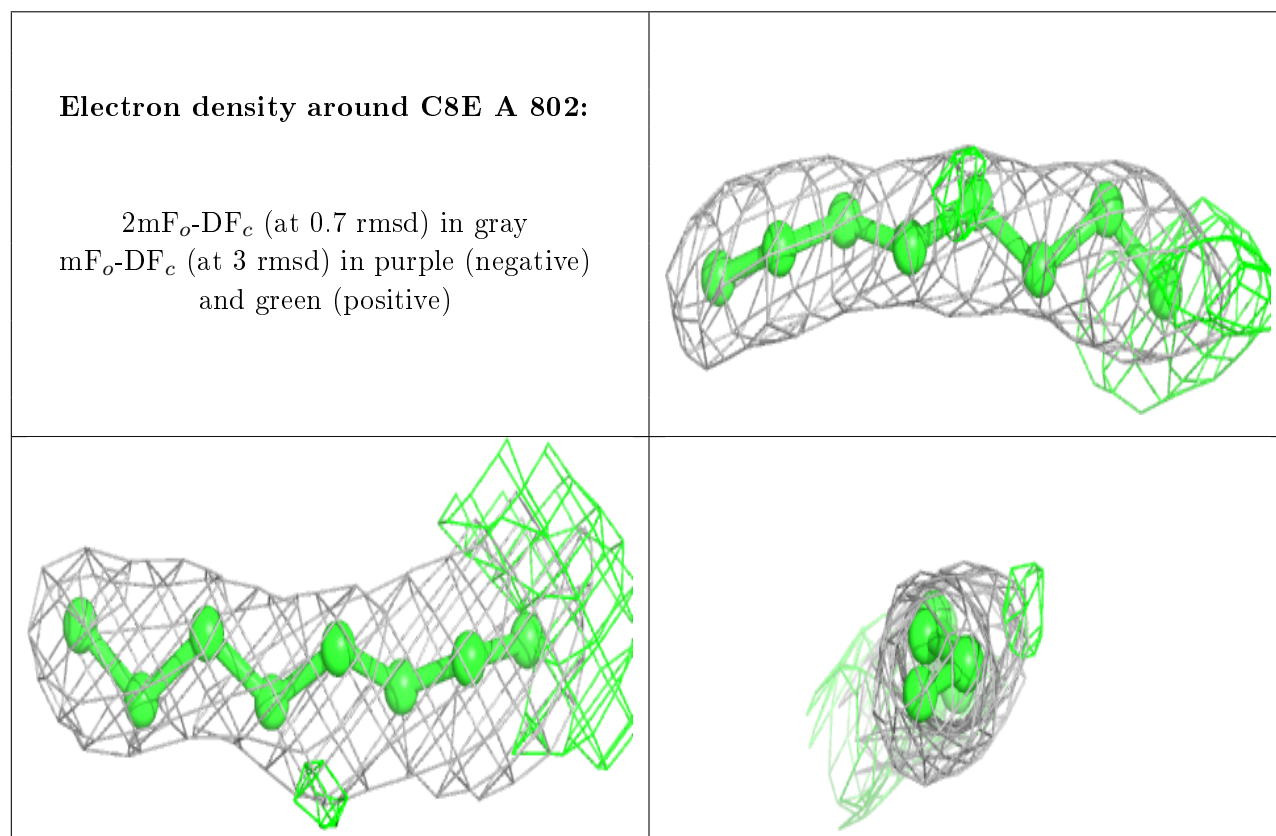 Electron density around C8E A 802:
2mFo-DFc (at 0.7 rmsd) in gray
mFo-DFc (at 3 rmsd) in purple (negative)
and green (positive)